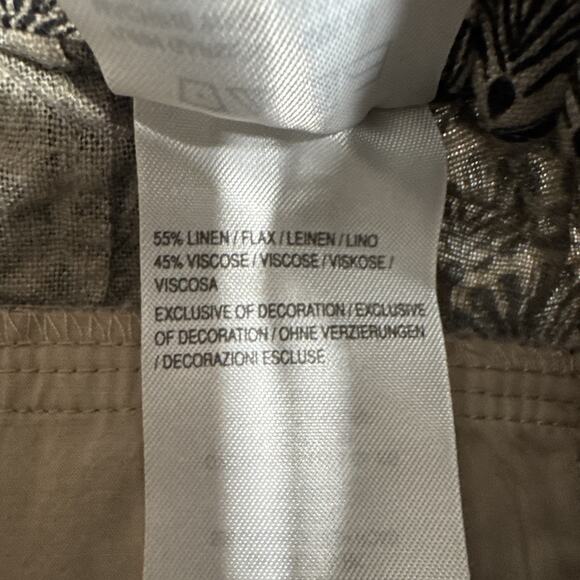 55% LINEN / FLAX / LEINEN / LINO
45% VISCOSE / VISCOSE / VISKOSE /
VISCOSA
EXCLUSIVE OF DECORATION / EXCLUSIVE
OF DECORATION / OHNE VERZIERUNGEN
/ DECORAZIONI ESCLUSE